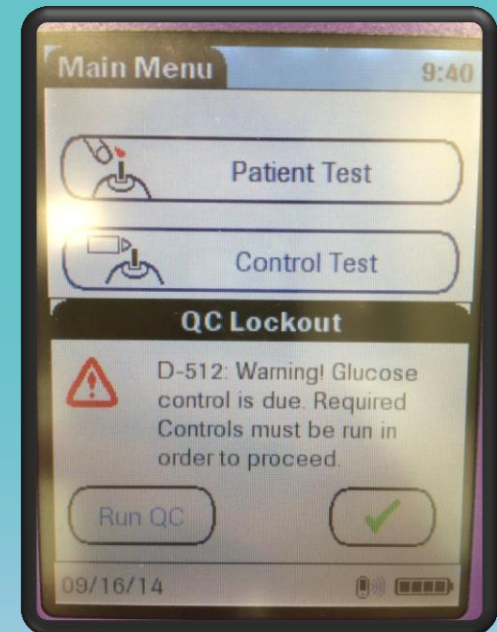 Main Menu
9:40
Patient Test
Control Test
QC Lockout
D-512: Warning! Glucose
control is due. Required
Controls must be run in
order to proceed.
Run QC
09/16/14